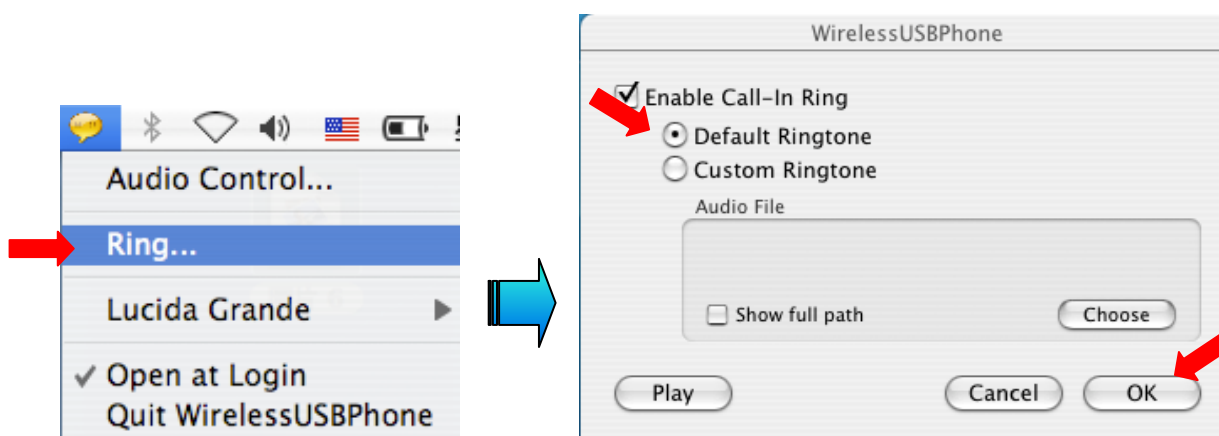 Audio Control...
Ring...
Lucida Grande
Open at Login
Quit WirelessUSBPhone
WirelessUSBPhone
Enable Call-In Ring
Default Ringtone
Custom Ringtone
Audio File
Show full path
Choose
Play
Cancel
OK